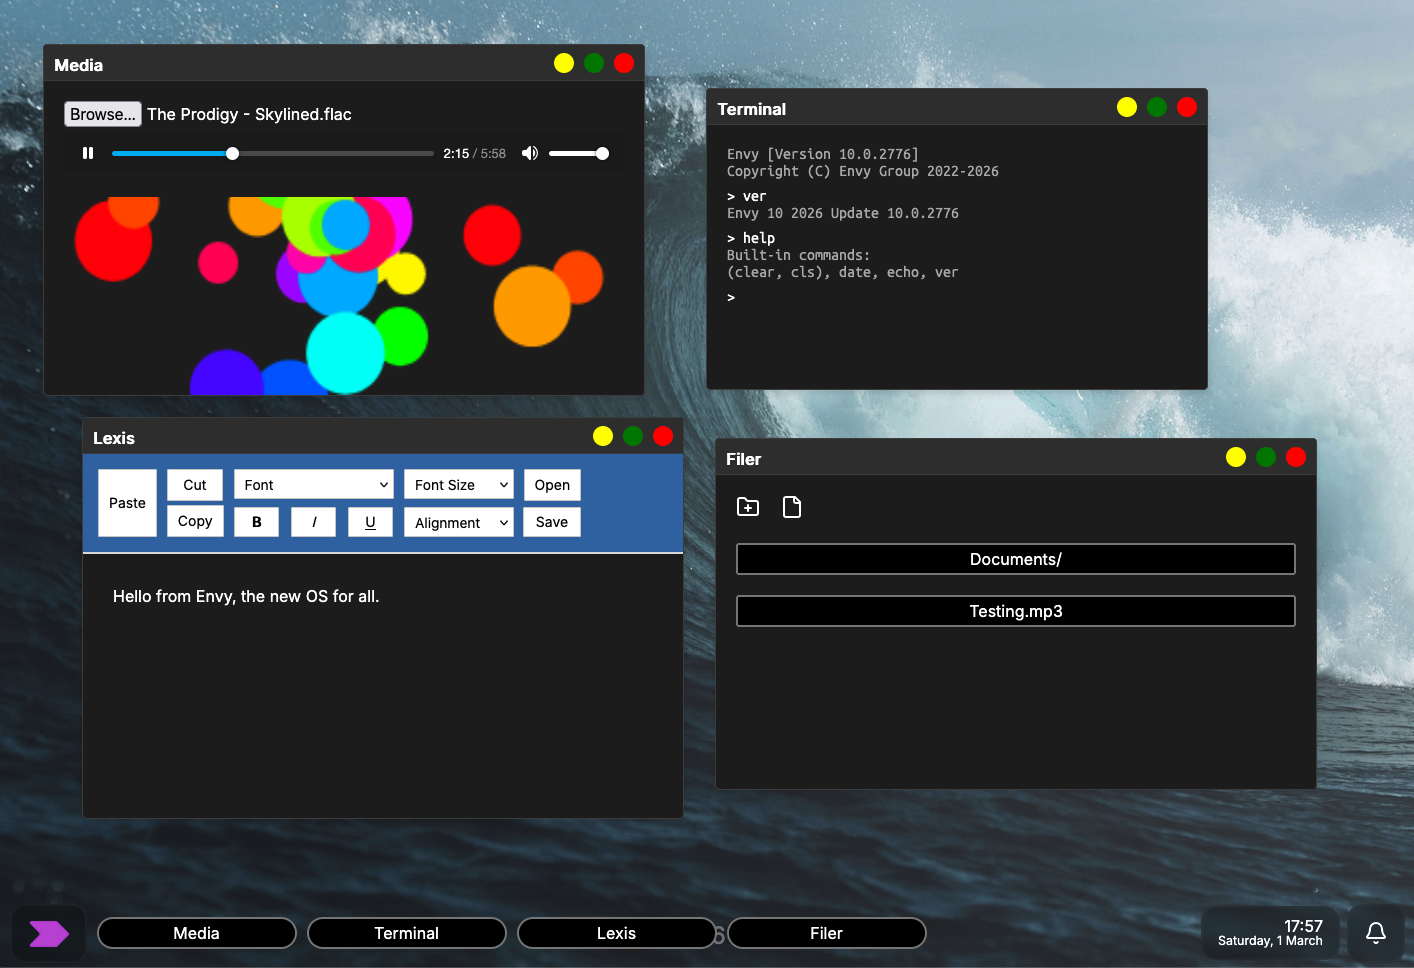 Media
Browse... The Prodigy - Skylined.flac
2:15 / 5:58
Terminal
Envy [Version 10.0.2776]
Copyright (C) Envy Group 2022-2026
> ver
Envy 10 2026 Update 10.0.2776
> help
Built-in commands:
(clear, cls), date, echo, ver
>
Lexis
Paste
Cut
Copy
Font
Font Size
Open
B
I
U
Alignment
Save
Hello from Envy, the new OS for all.
Filer
Documents/
Testing.mp3
Media
Terminal
Lexis
6
Filer
17:57
Saturday, 1 March